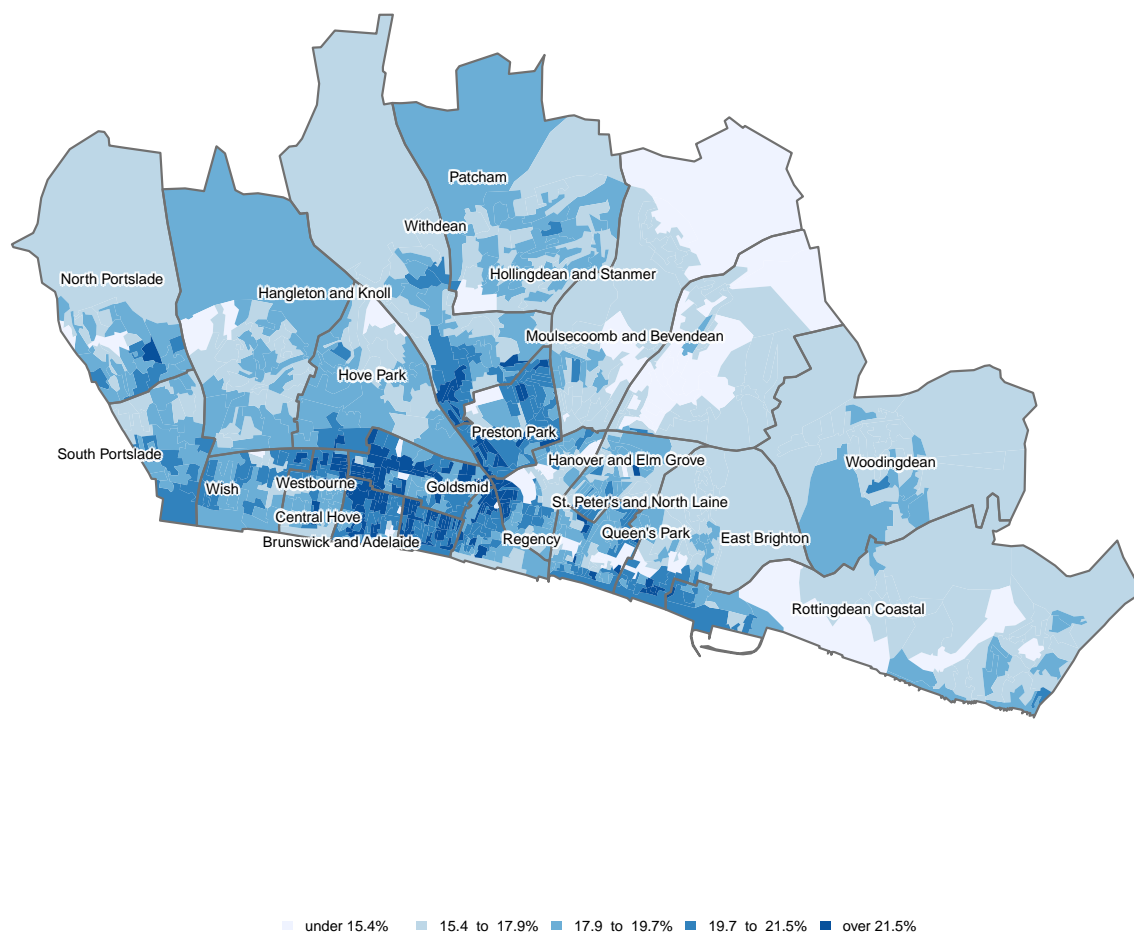 Patcham
Withdean
Hollingdean and Stanmer
North Portslade
Hangleton and Knoll
Moulsecoomb and Bevendean
Hove Park
Preston Park
South Portslade
Hanover and Elm Grove
Woodingdean
Wish
Westbourne
Goldsmid
St. Peter's and North Laine
Central Hove
Queen's Park
Brunswick and Adelaide
Regency
East Brighton
Rottingdean Coastal
under 15.4% 15.4 to 17.9% 17.9 to 19.7% 19.7 to 21.5% over 21.5%